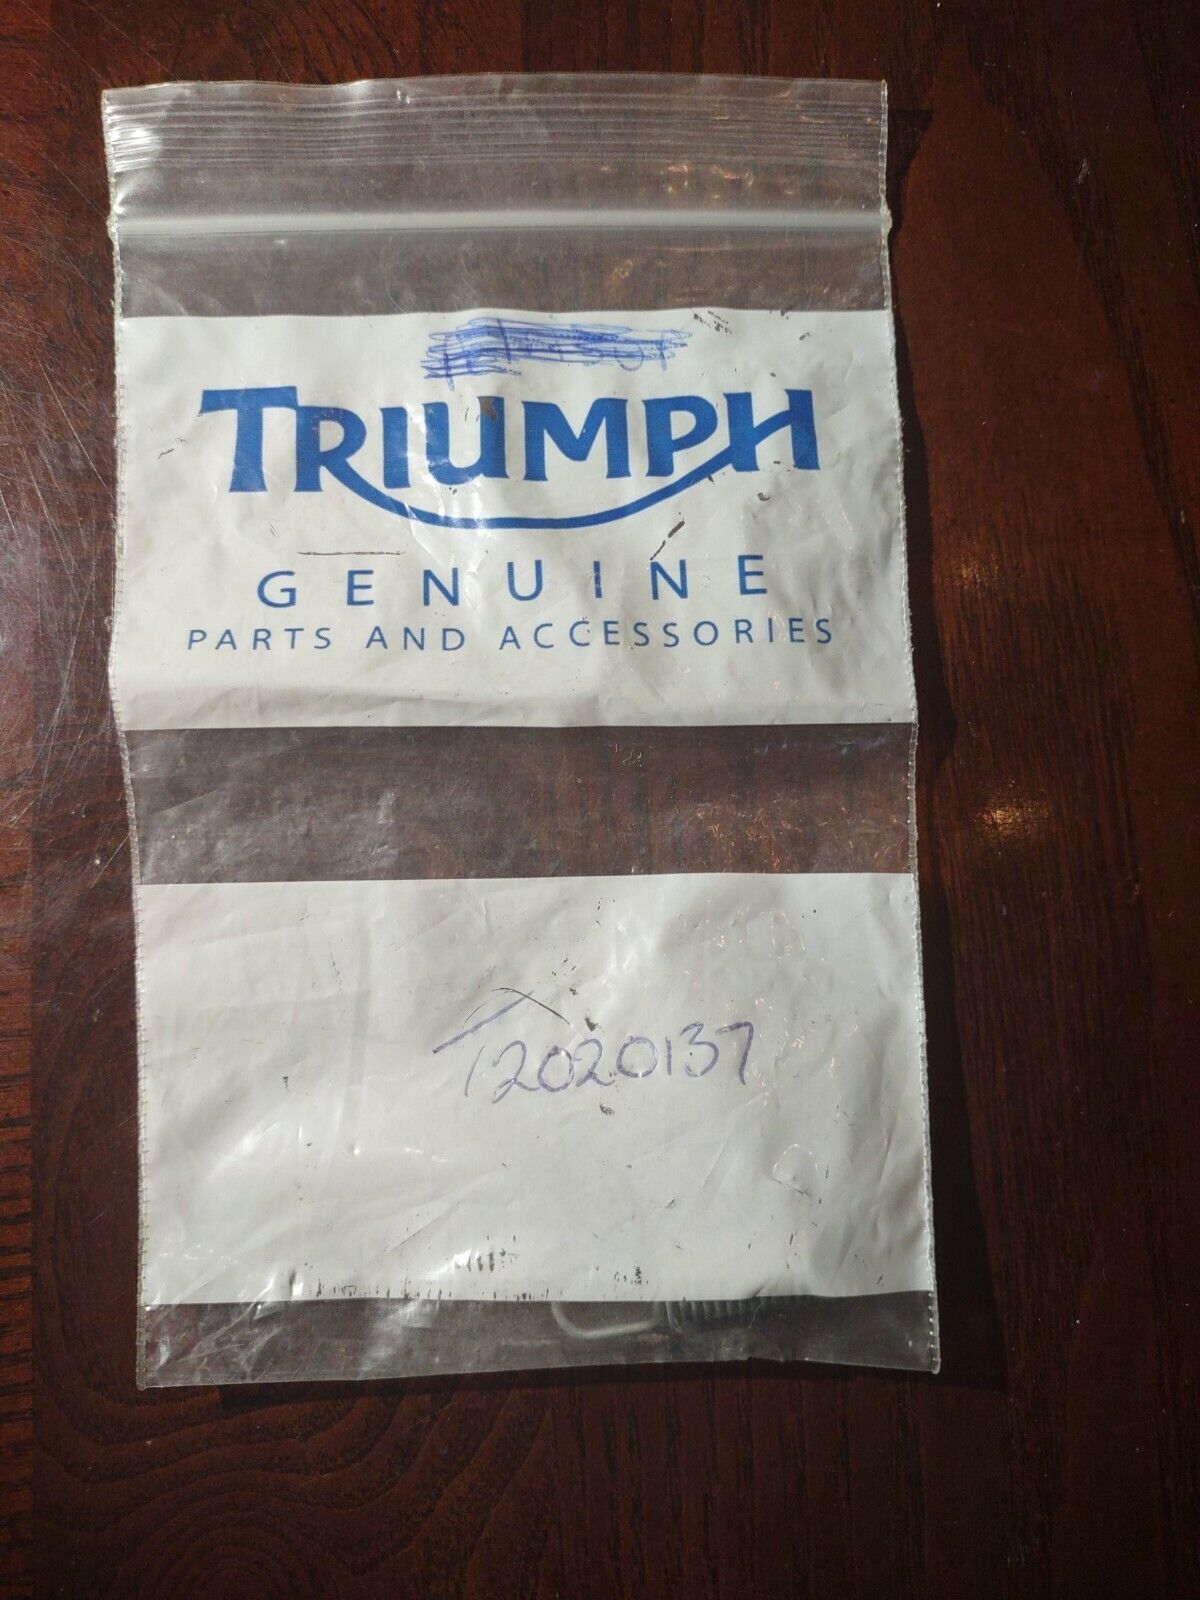 TRIUMPH
GENUINE
PARTS AND ACCESSORIES
T2020137